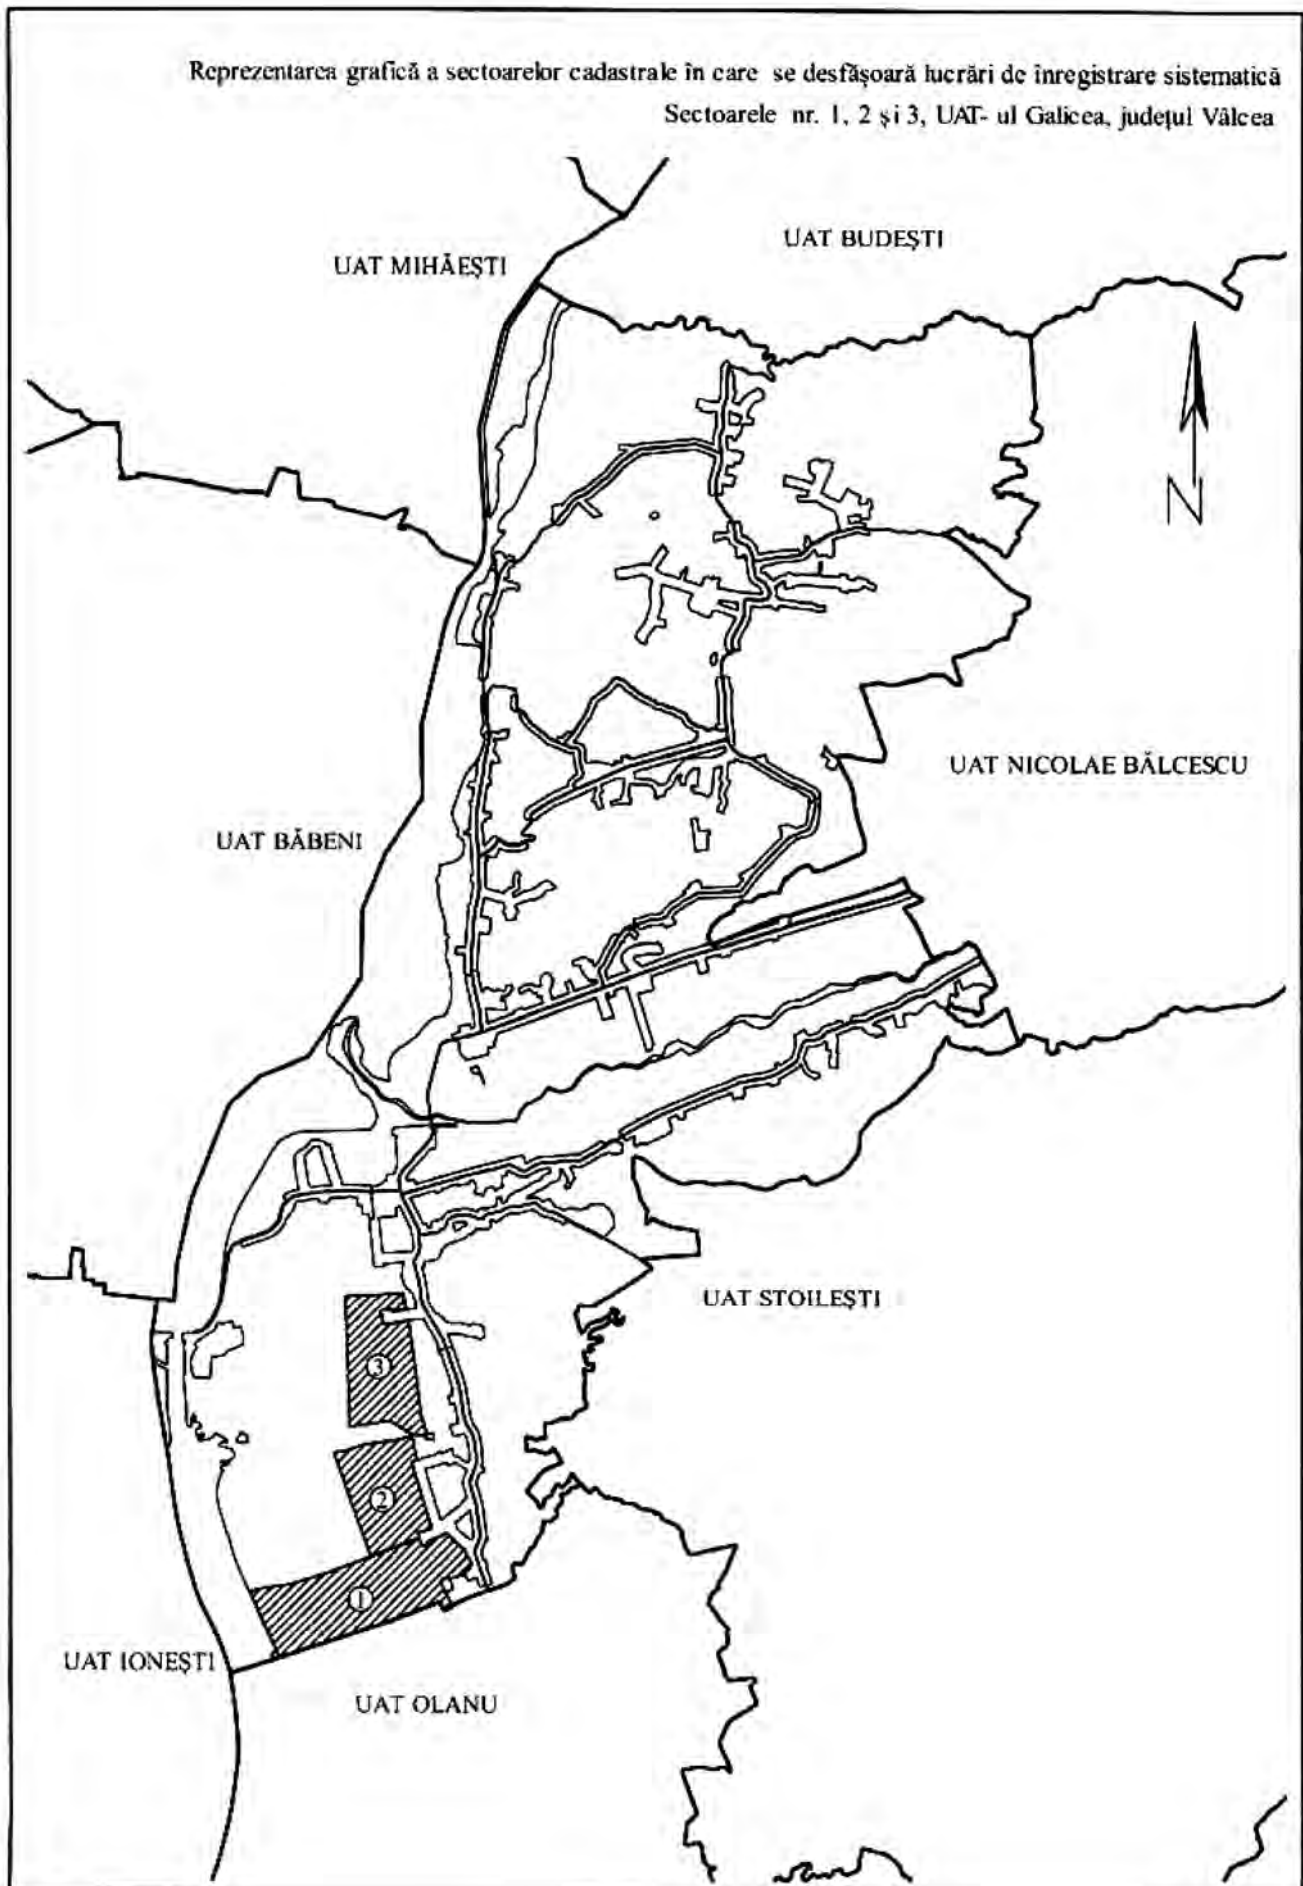 Reprezentarea grafică a sectoarelor cadastrale în care se desfășoară lucrări de înregistrare sistematică
Sectoarele nr. 1, 2 și 3, UAT- ul Galicea, județul Vâlcea
UAT BUDEȘTI
UAT MIHĂEȘTI
N
UAT NICOLAE BĂLCESCU
UAT BĂBENI
UAT STOILEȘTI
3
2
1
UAT IONEȘTI
UAT OLANU